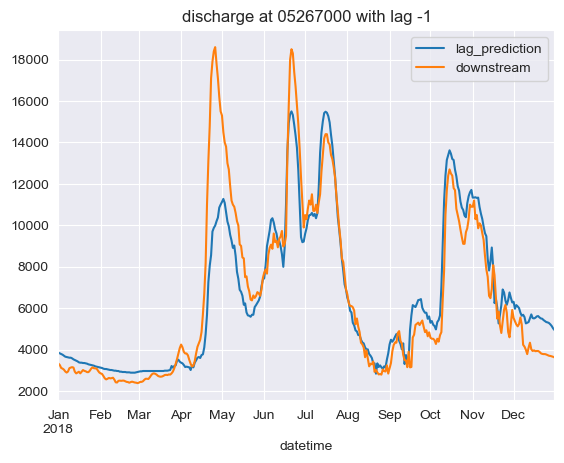 discharge at 05267000 with lag -1
lag_prediction
downstream
18000
16000
14000
12000
10000
8000
6000
4000
2000
Jan Feb Mar Apr May Jun Jul Aug Sep Oct Nov Dec
2018
datetime